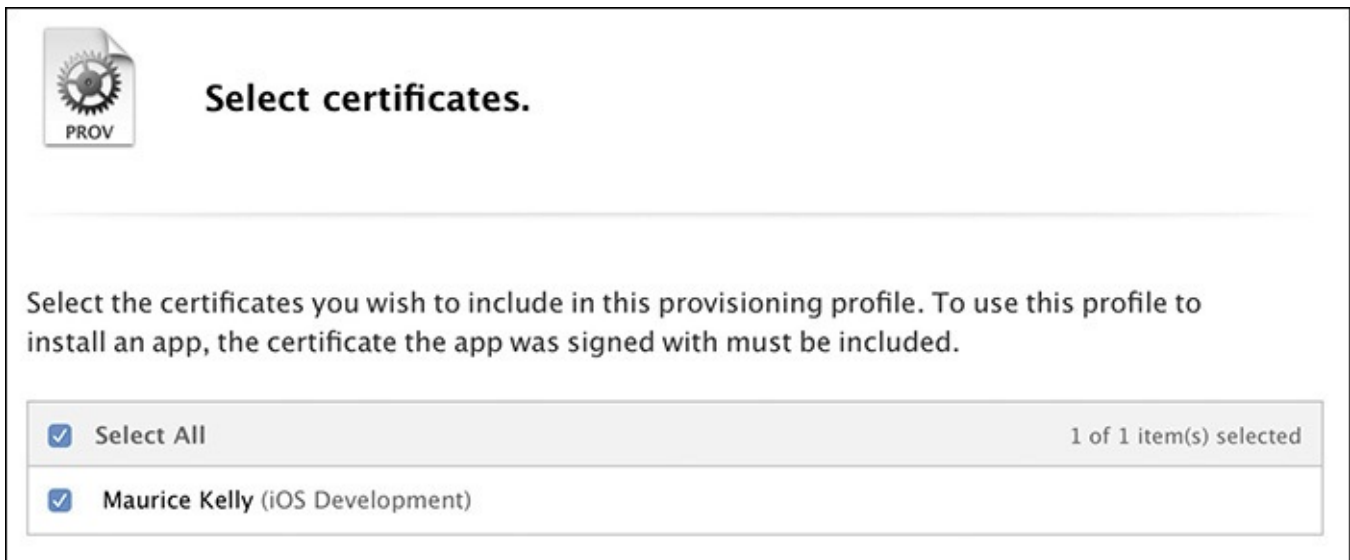 PROV
Select certificates.
Select the certificates you wish to include in this provisioning profile. To use this profile to
install an app, the certificate the app was signed with must be included.
Select All 1 of 1 item(s) selected
Maurice Kelly (iOS Development)